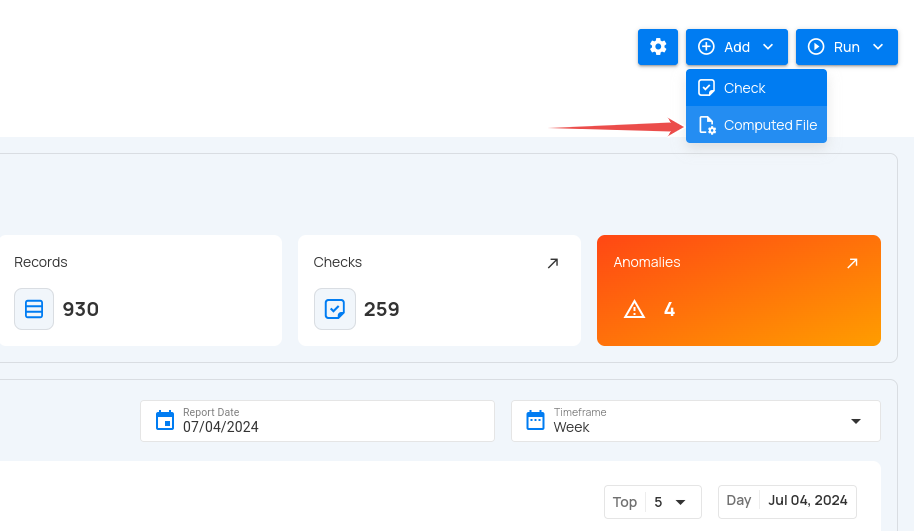 Add
Run
Check
Computed File
Records
930
Checks
259
Anomalies
4
Report Date
07/04/2024
Timeframe
Week
Top 5
Day Jul 04, 2024